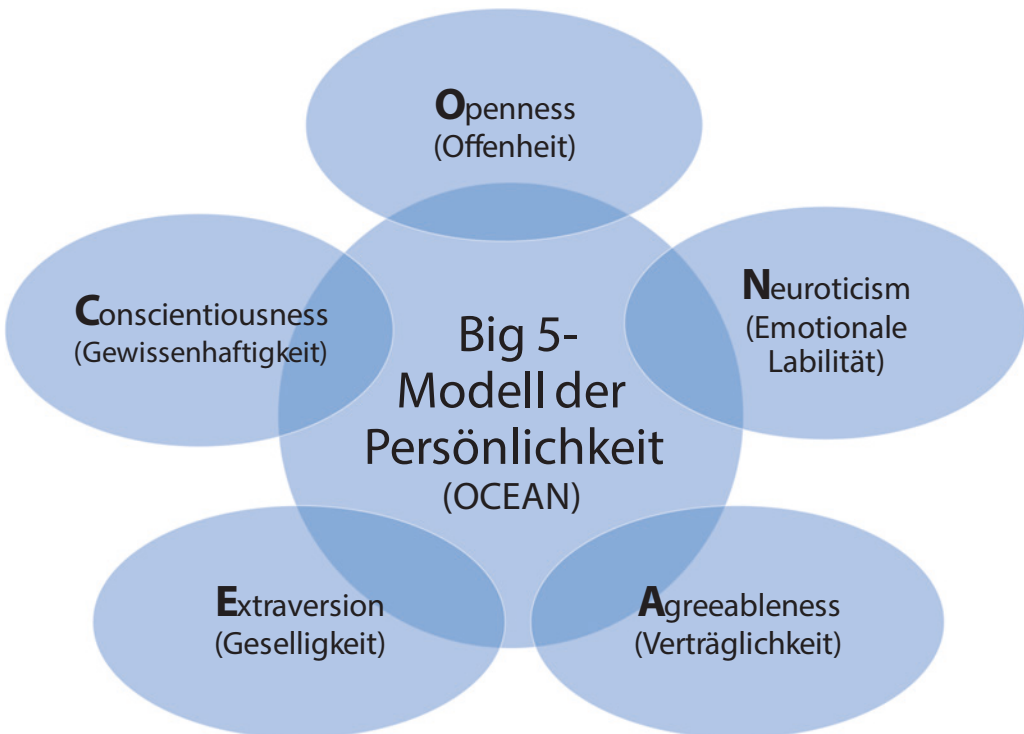 Openness
(Offenheit)
Conscientiousness
(Gewissenhaftigkeit)
Neuroticism
(Emotionale
Labilität)
Big 5-
Modell der
Persönlichkeit
(OCEAN)
Extraversion
(Geselligkeit)
Agreeableness
(Verträglichkeit)